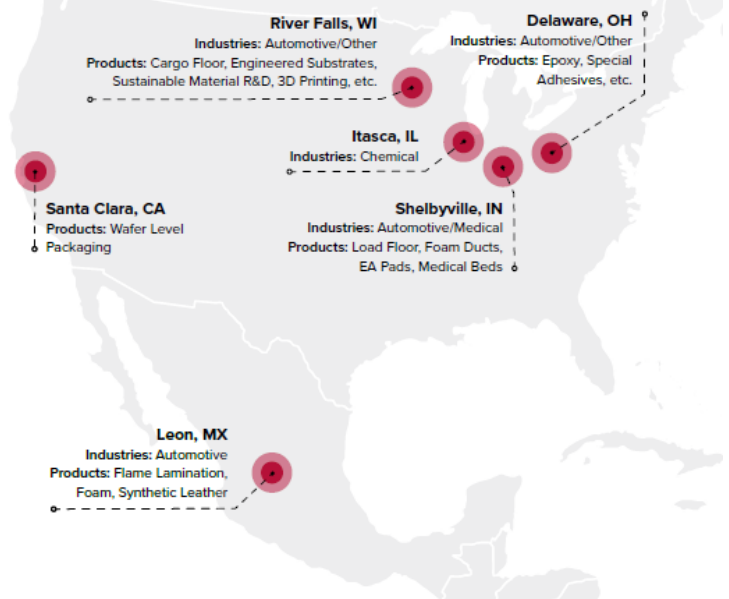 River Falls, WI
Industries: Automotive/Other
Products: Cargo Floor, Engineered Substrates,
Sustainable Material R&D, 3D Printing, etc.
Delaware, OH
Industries: Automotive/Other
Products: Epoxy, Special
Adhesives, etc.
Itasca, IL
Industries: Chemical
Santa Clara, CA
Products: Wafer Level
Packaging
Shelbyville, IN
Industries: Automotive/Medical
Products: Load Floor, Foam Ducts,
EA Pads, Medical Beds
Leon, MX
Industries: Automotive
Products: Flame Lamination,
Foam, Synthetic Leather